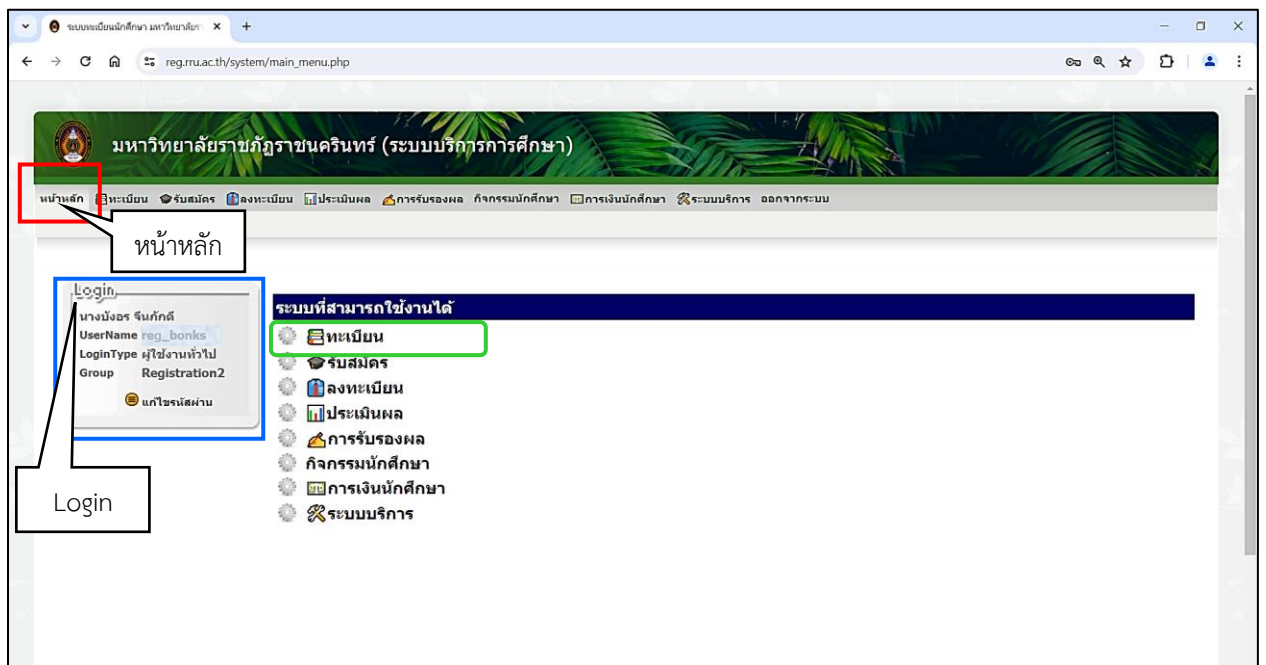 ระบบทะเบียนนักศึกษา มหาวิทยาลัยรา
reg.rru.ac.th/system/main_menu.php
มหาวิทยาลัยราชภัฏราชนครินทร์ (ระบบบริการการศึกษา)
หน้าหลัก ทะเบียน รับสมัคร ลงทะเบียน ประเมินผล การรับรองผล กิจกรรมนักศึกษา การเงินนักศึกษา ระบบบริการ ออกจากระบบ
หน้าหลัก
Login
นางบังอร จีนภักดี
UserName reg_bonks
LoginType ผู้ใช้งานทั่วไป
Group Registration2
แก้ไขรหัสผ่าน
Login
ระบบที่สามารถใช้งานได้
ทะเบียน
รับสมัคร
ลงทะเบียน
ประเมินผล
การรับรองผล
กิจกรรมนักศึกษา
การเงินนักศึกษา
ระบบบริการ